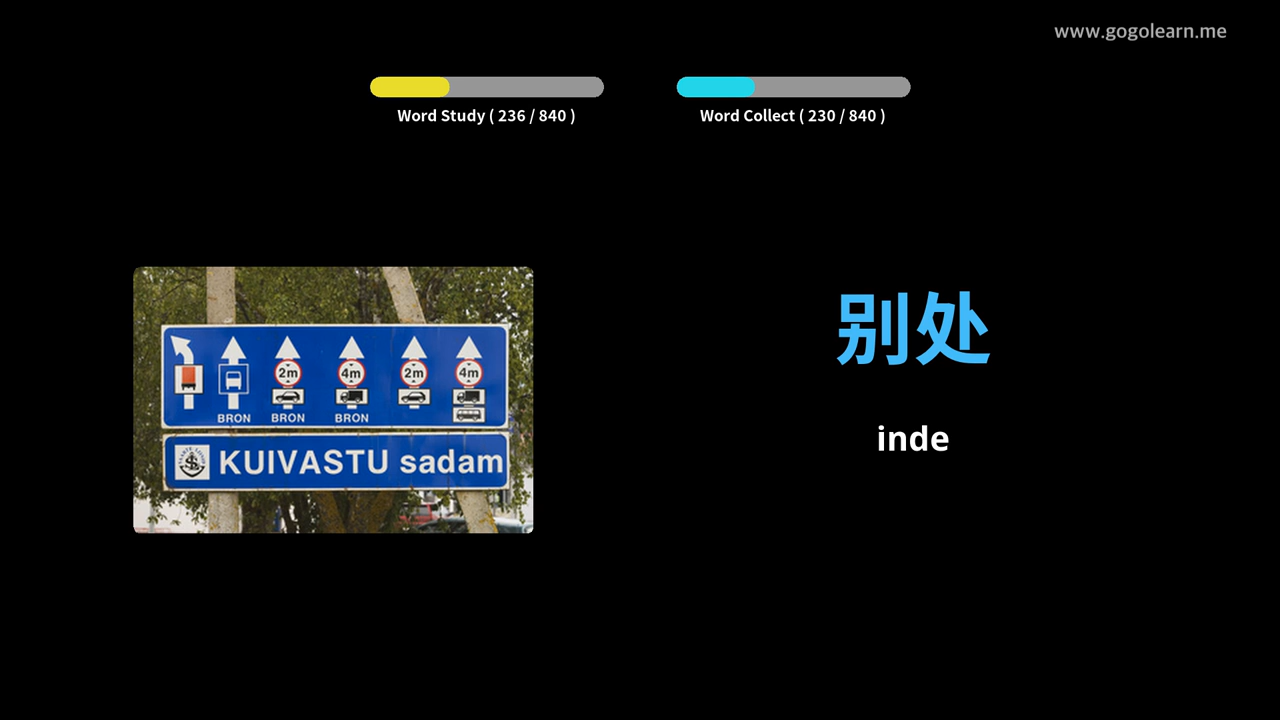 www.gogolearn.me
Word Study ( 236 / 840 )
Word Collect ( 230 / 840 )
2m 4m 2m 4m
BRON BRON BRON
KUIVASTU sadam
别处
inde